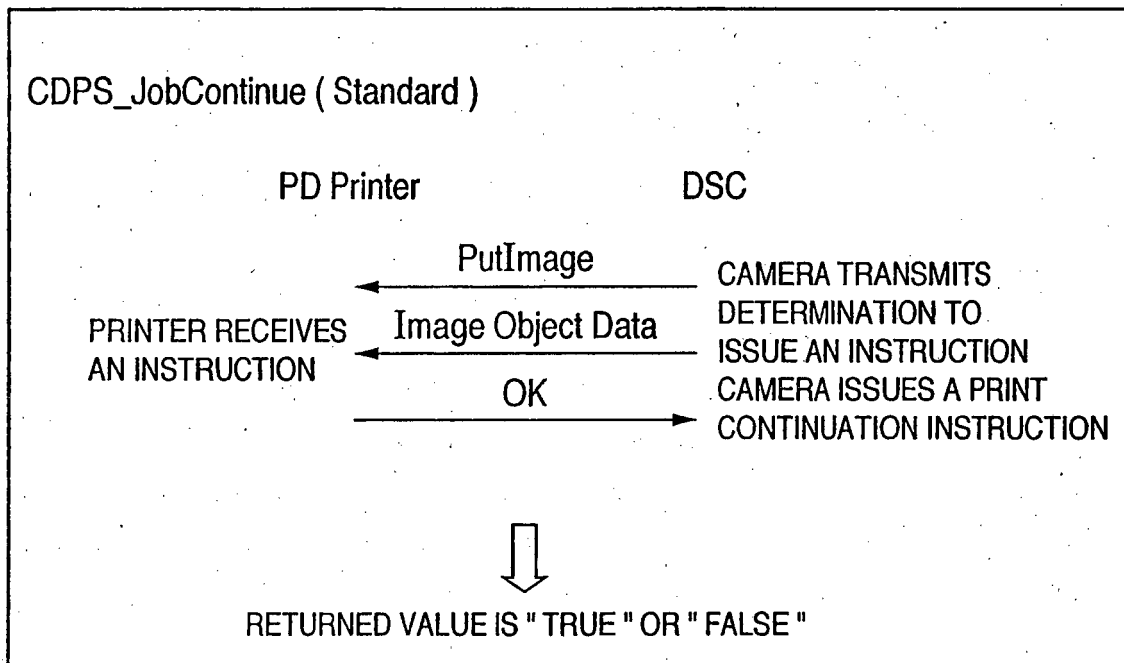 CDPS_JobContinue ( Standard )
PD Printer DSC
PutImage
CAMERA TRANSMITS
DETERMINATION TO
ISSUE AN INSTRUCTION
PRINTER RECEIVES
AN INSTRUCTION
Image Object Data
OK
CAMERA ISSUES A PRINT
CONTINUATION INSTRUCTION
RETURNED VALUE IS " TRUE " OR " FALSE "